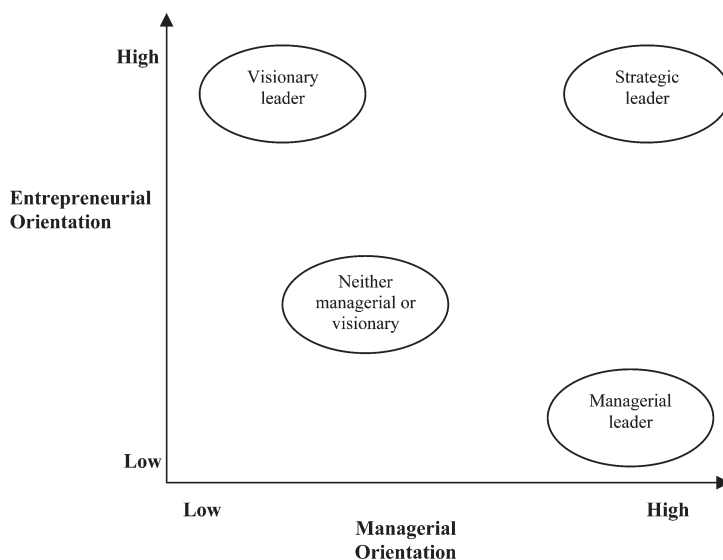 High
Visionary
leader
Strategic
leader
Entrepreneurial
Orientation
Neither
managerial or
visionary
Managerial
leader
Low
Low
High
Managerial
Orientation